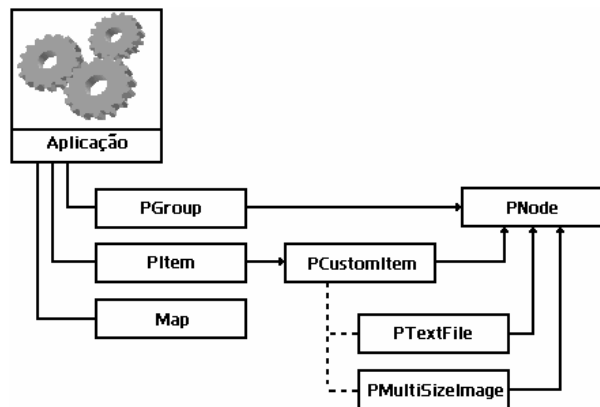 Aplicação
PGroup
PNode
PItem
PCustomItem
Map
PTextFile
PMultiSizeImage